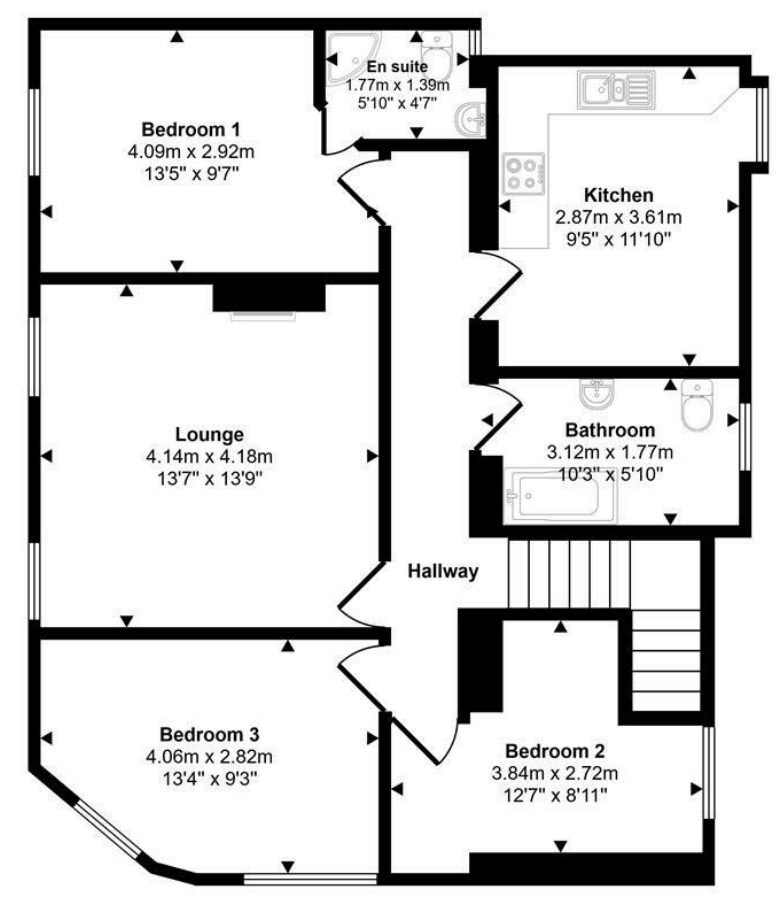 En suite
1.77m x 1.39m
5'10" x 4'7"
Bedroom 1
4.09m x 2.92m
13'5" x 9'7"
Kitchen
2.87m x 3.61m
9'5" x 11'10"
Lounge
4.14m x 4.18m
13'7" x 13'9"
Bathroom
3.12m x 1.77m
10'3" x 5'10"
Hallway
Bedroom 3
4.06m x 2.82m
13'4" x 9'3"
Bedroom 2
3.84m x 2.72m
12'7" x 8'11"